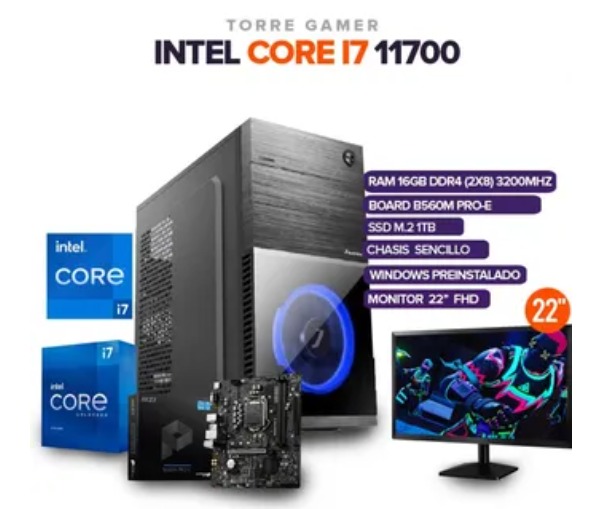 TORRE GAMER
INTEL CORE I7 11700
RAM 16GB DDR4 (2X8) 3200MHZ
BOARD B560M PRO-E
SSD M.2 1TB
CHASIS SENCILLO
WINDOWS PREINSTALADO
MONITOR 22" FHD
22"
intel.
CORE
i7
i7
intel
CORE